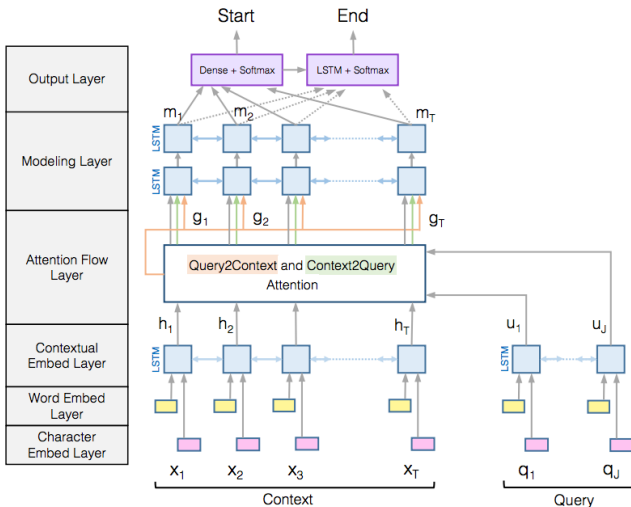 Start End
Output Layer
Dense + Softmax
LSTM + Softmax
m1 m2 mT
LSTM
Modeling Layer
LSTM
g1 g2 gT
Attention Flow
Layer
Query2Context and Context2Query
Attention
h1 h2 hT
u1 uJ
Contextual
Embed Layer
LSTM
LSTM
Word Embed
Layer
Character
Embed Layer
x1 x2 x3 xT
q1 qJ
Context
Query